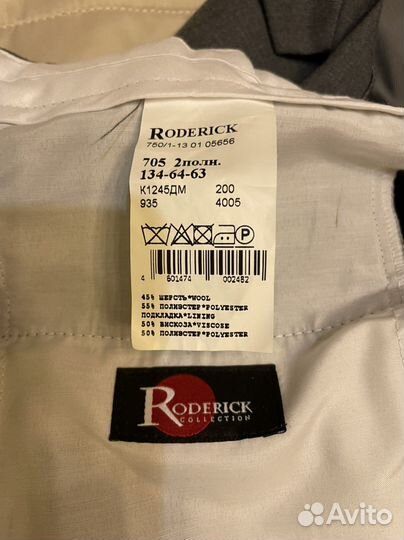 RODERICK
750/1-13 01 05656
705 2полн.
134-64-63
К1245ДМ 200
935 4005
P
4 601474 002482
45% ШЕРСТЬ*WOOL
55% ПОЛИЭСТЕР*POLYESTER
ПОДКЛАДКА*LINING
50% ВИСКОЗА*VISCOSE
50% ПОЛИЭСТЕР*POLYESTER
RODERICK
COLLECTION
Avito